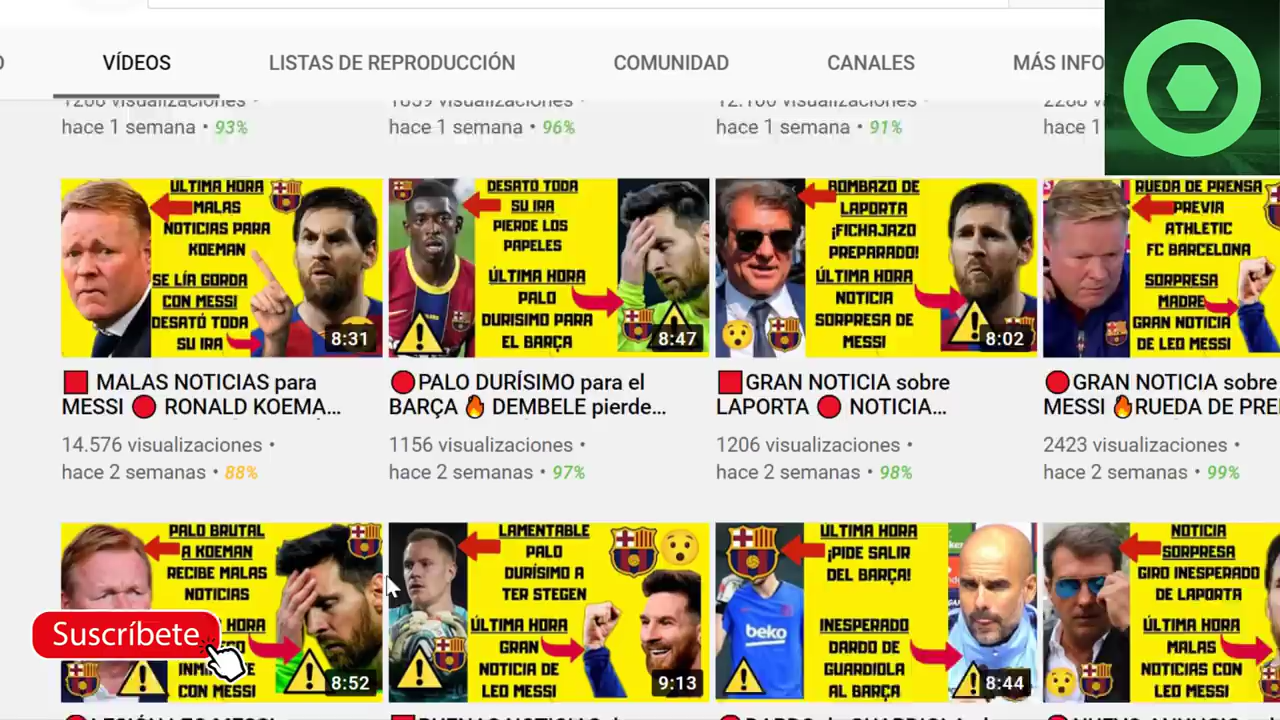 VÍDEOS
LISTAS DE REPRODUCCIÓN
COMUNIDAD
CANALES
MÁS INFO
visualizaciones •
hace 1 semana • 93%
visualizaciones •
hace 1 semana • 96%
visualizaciones •
hace 1 semana • 91%
hace 1
ÚLTIMA HORA
MALAS
NOTICIAS PARA
KOEMAN
SE LÍA GORDA
CON MESSI
DESATÓ TODA
SU IRA
8:31
DESATÓ TODA
SU IRA
PIERDE LOS
PAPELES
ÚLTIMA HORA
PALO
DURISIMO PARA
EL BARÇA
8:47
BOMBAZO DE
LAPORTA
¡FICHAJAZO
PREPARADO!
ÚLTIMA HORA
NOTICIA
SORPRESA DE
MESSI
8:02
RUEDA DE PRENSA
PREVIA
ATHLETIC
FC BARCELONA
SORPRESA
MADRE
GRAN NOTICIA
DE LEO MESSI
MALAS NOTICIAS para
MESSI RONALD KOEMA...
14.576 visualizaciones •
hace 2 semanas • 88%
PALO DURÍSIMO para el
BARÇA DEMBELE pierde...
1156 visualizaciones •
hace 2 semanas • 97%
GRAN NOTICIA sobre
LAPORTA NOTICIA...
1206 visualizaciones •
hace 2 semanas • 98%
GRAN NOTICIA sobre
MESSI RUEDA DE PRE
2423 visualizaciones •
hace 2 semanas • 99%
PALO BRUTAL
A KOEMAN
RECIBE MALAS
NOTICIAS
HORA
CON MESSI
8:52
LAMENTABLE
PALO
DURÍSIMO A
TER STEGEN
ÚLTIMA HORA
GRAN
NOTICIA DE
LEO MESSI
9:13
beko
ÚLTIMA HORA
¡PIDE SALIR
DEL BARÇA!
INESPERADO
DARDO DE
GUARDIOLA
AL BARÇA
8:44
NOTICIA
SORPRESA
GIRO INESPERADO
DE LAPORTA
ÚLTIMA HORA
MALAS
NOTICIAS CON
LEO MESSI
Suscríbete